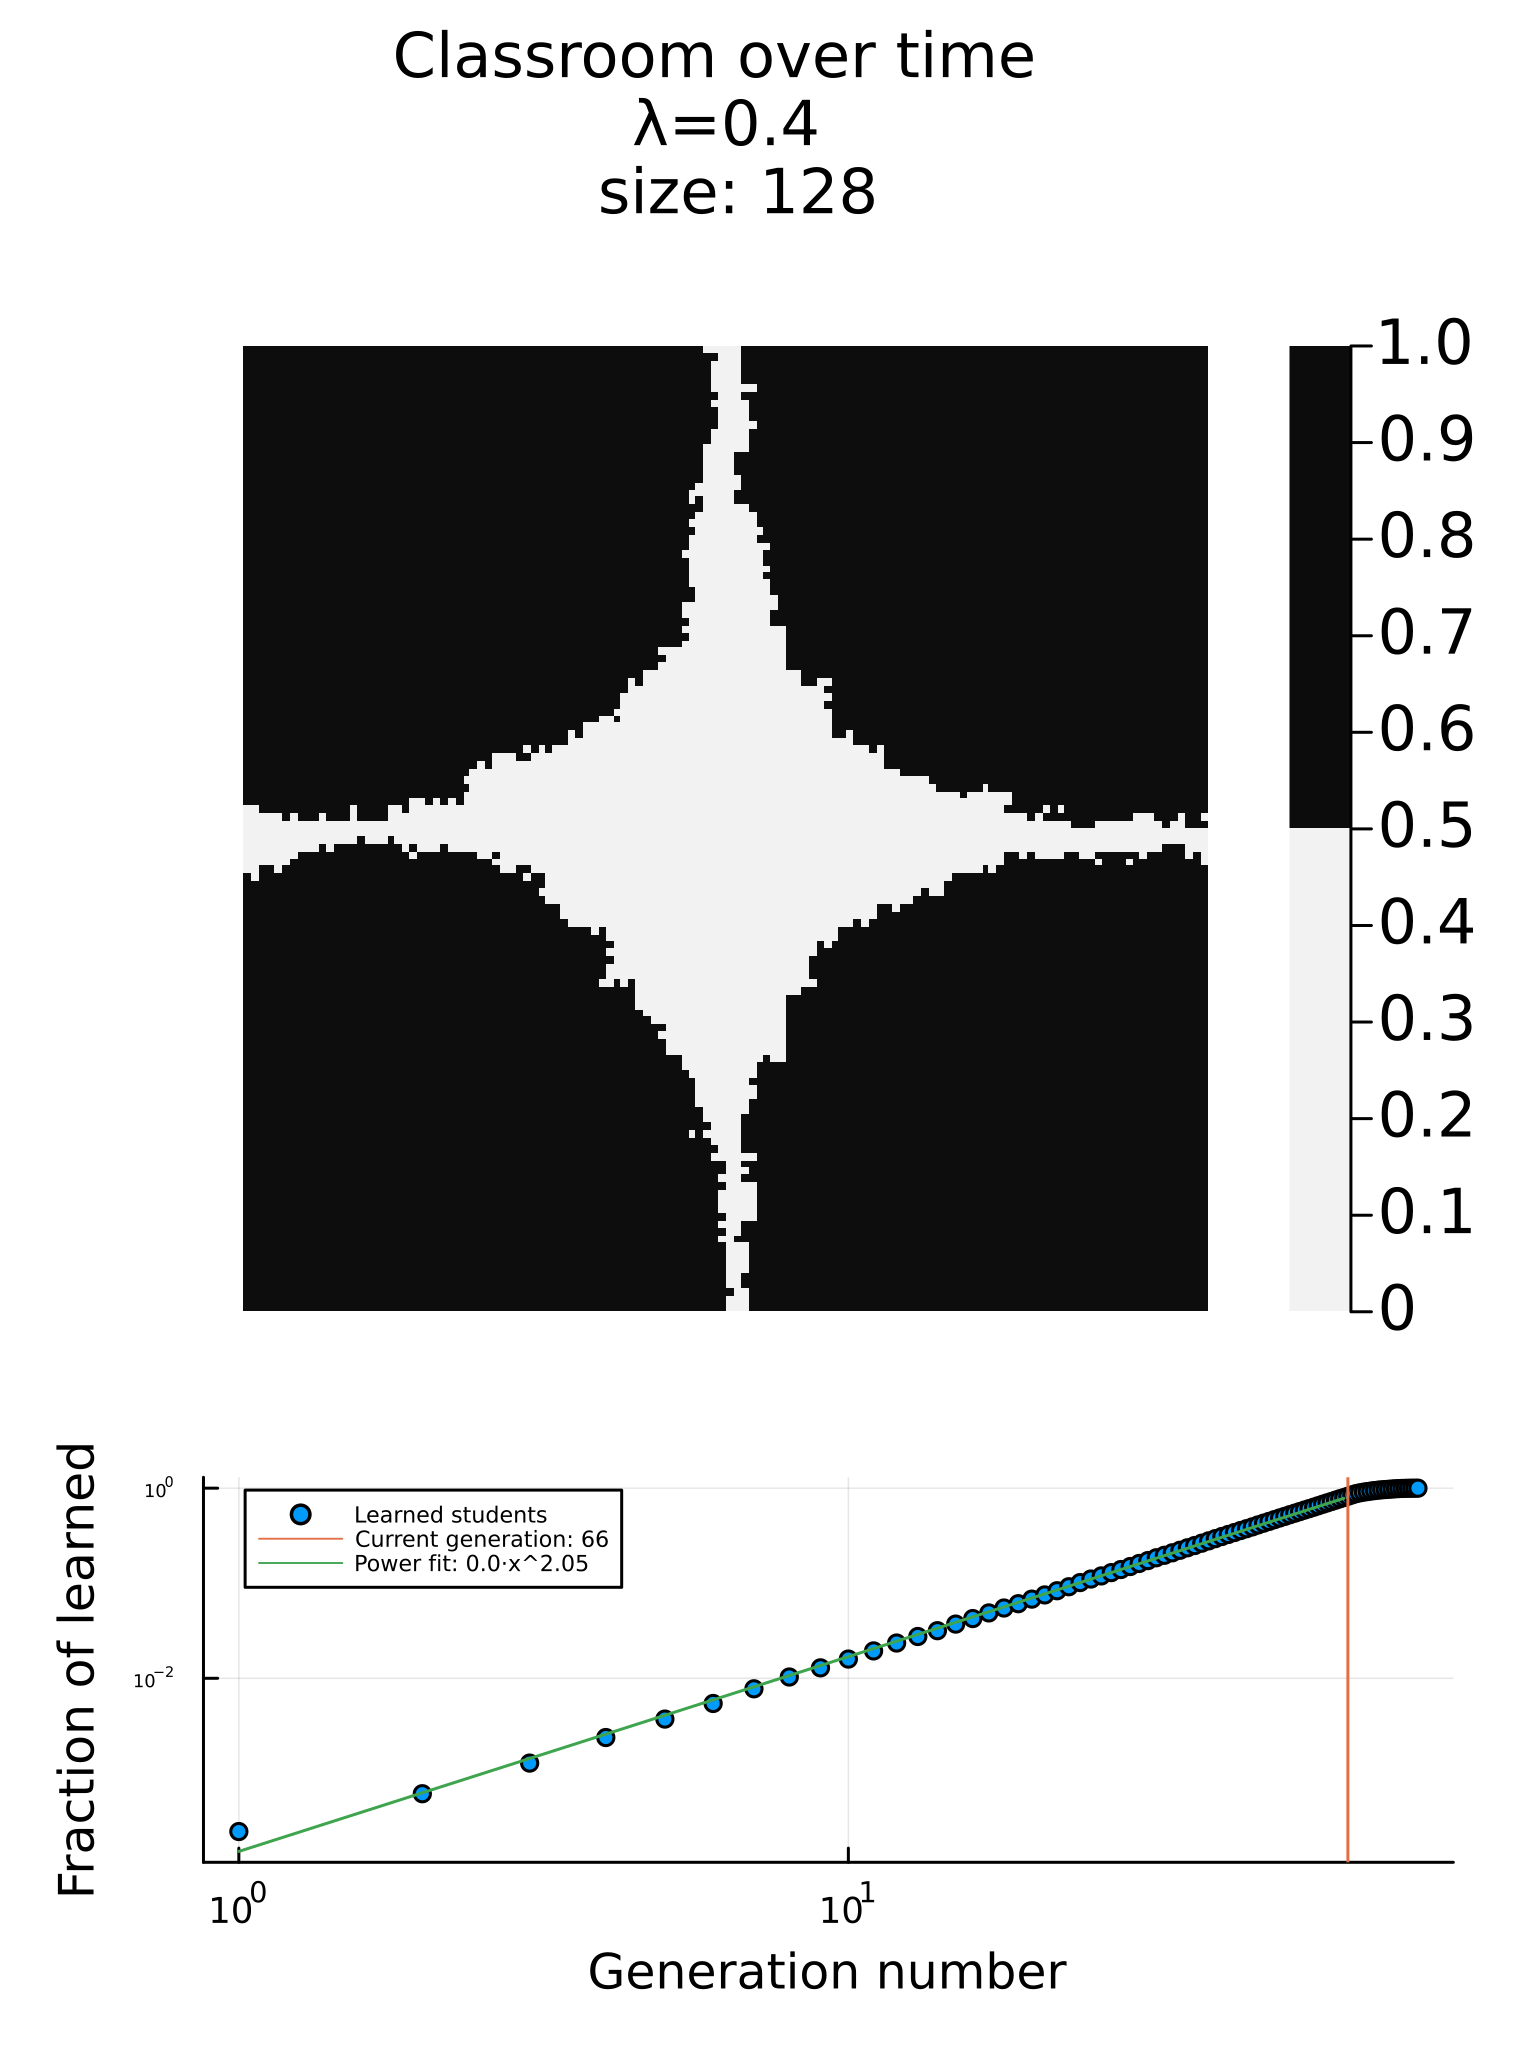 Classroom over time
λ=0.4
size: 128
1.0
0.9
0.8
0.7
0.6
0.5
0.4
0.3
0.2
0.1
0
Fraction of learned
10⁰
10⁻²
Learned students
Current generation: 66
Power fit: 0.0·x^2.05
10⁰
10¹
Generation number